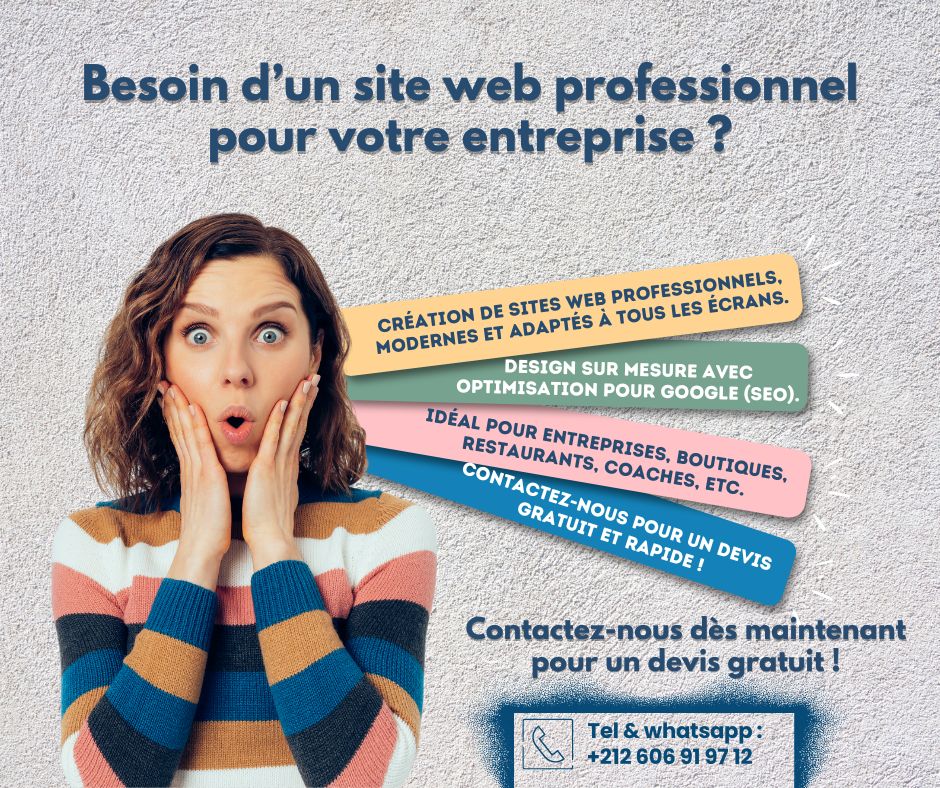 Besoin d’un site web professionnel
pour votre entreprise ?
CRÉATION DE SITES WEB PROFESSIONNELS,
MODERNES ET ADAPTÉS À TOUS LES ÉCRANS.
DESIGN SUR MESURE AVEC
OPTIMISATION POUR GOOGLE (SEO).
IDÉAL POUR ENTREPRISES, BOUTIQUES,
RESTAURANTS, COACHES, ETC.
CONTACTEZ-NOUS POUR UN DEVIS
GRATUIT ET RAPIDE !
Contactez-nous dès maintenant
pour un devis gratuit !
Tel & whatsapp :
+212 606 91 97 12